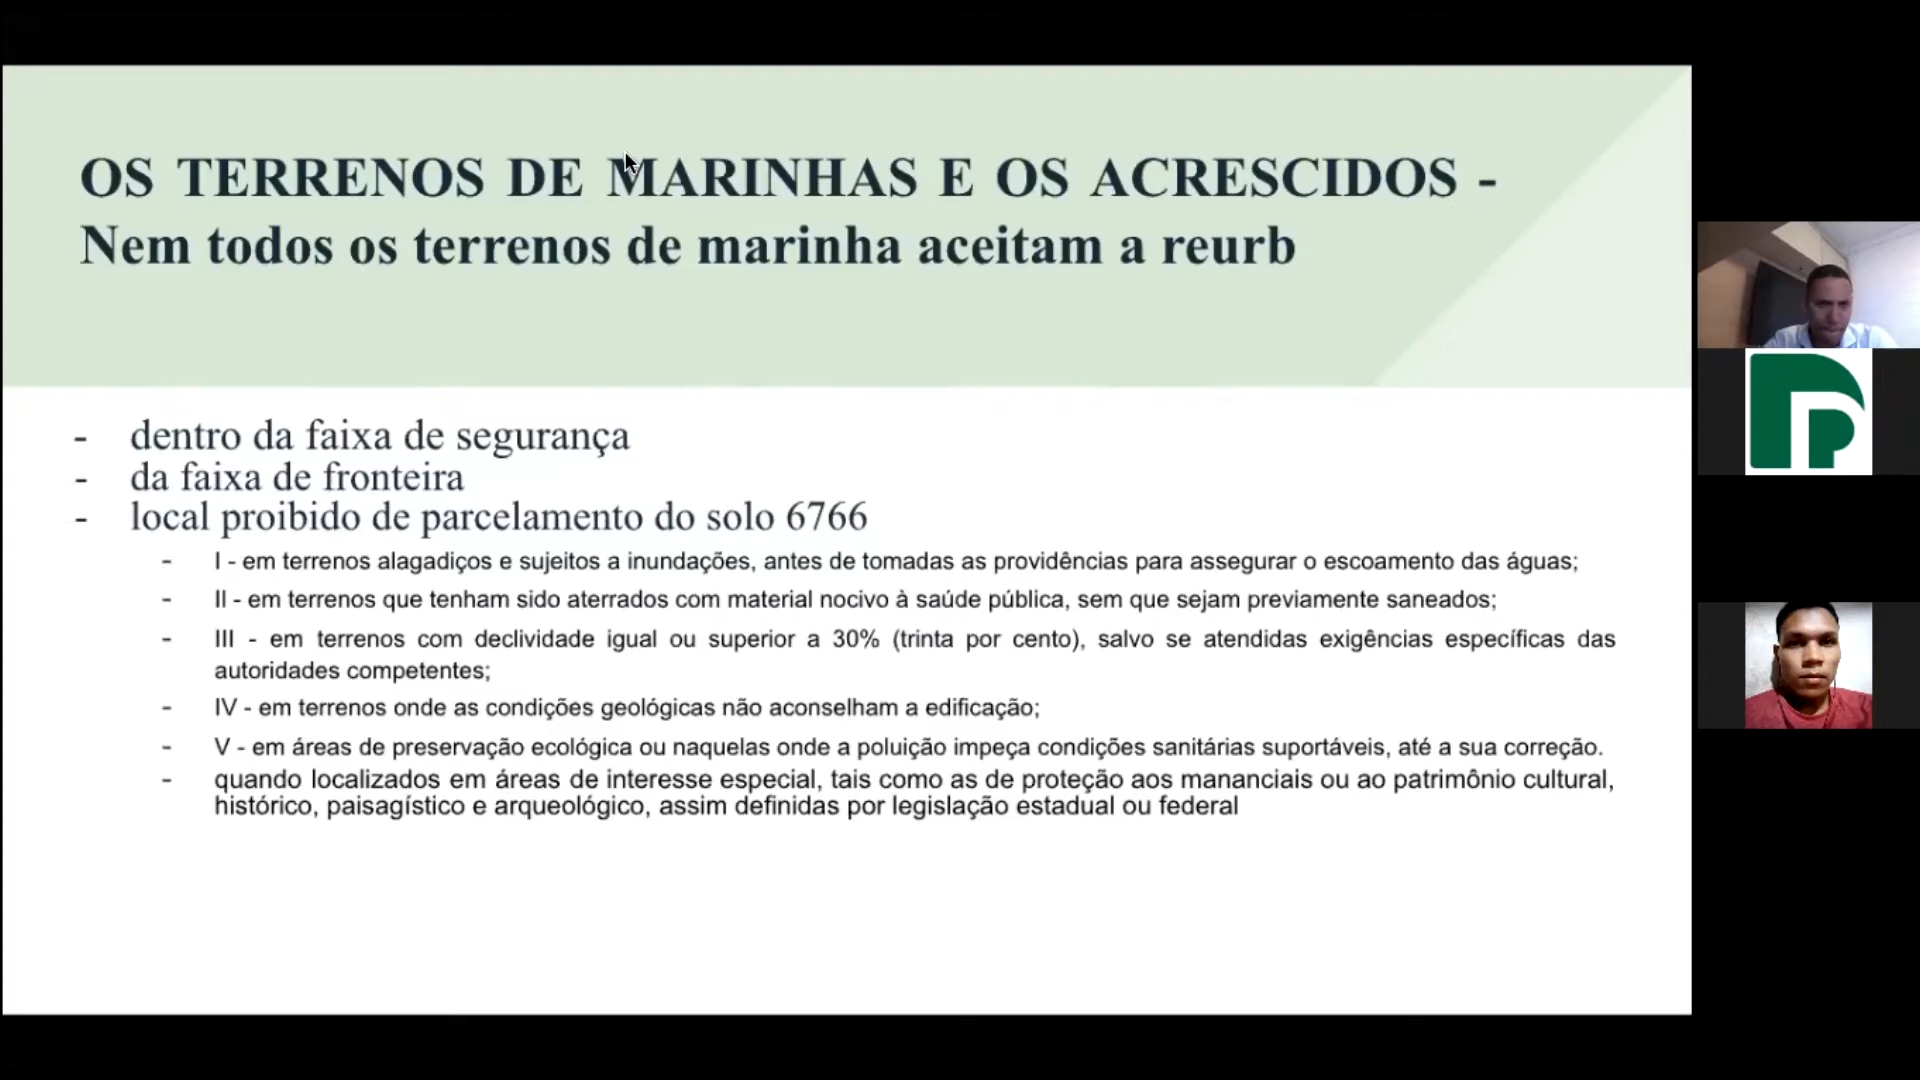 OS TERRENOS DE MARINHAS E OS ACRESCIDOS -
Nem todos os terrenos de marinha aceitam a reurb
- dentro da faixa de segurança
- da faixa de fronteira
- local proibido de parcelamento do solo 6766
- I - em terrenos alagadiços e sujeitos a inundações, antes de tomadas as providências para assegurar o escoamento das águas;
- II - em terrenos que tenham sido aterrados com material nocivo à saúde pública, sem que sejam previamente saneados;
- III - em terrenos com declividade igual ou superior a 30% (trinta por cento), salvo se atendidas exigências específicas das
autoridades competentes;
- IV - em terrenos onde as condições geológicas não aconselham a edificação;
- V - em áreas de preservação ecológica ou naquelas onde a poluição impeça condições sanitárias suportáveis, até a sua correção.
- quando localizados em áreas de interesse especial, tais como as de proteção aos mananciais ou ao patrimônio cultural,
histórico, paisagístico e arqueológico, assim definidas por legislação estadual ou federal